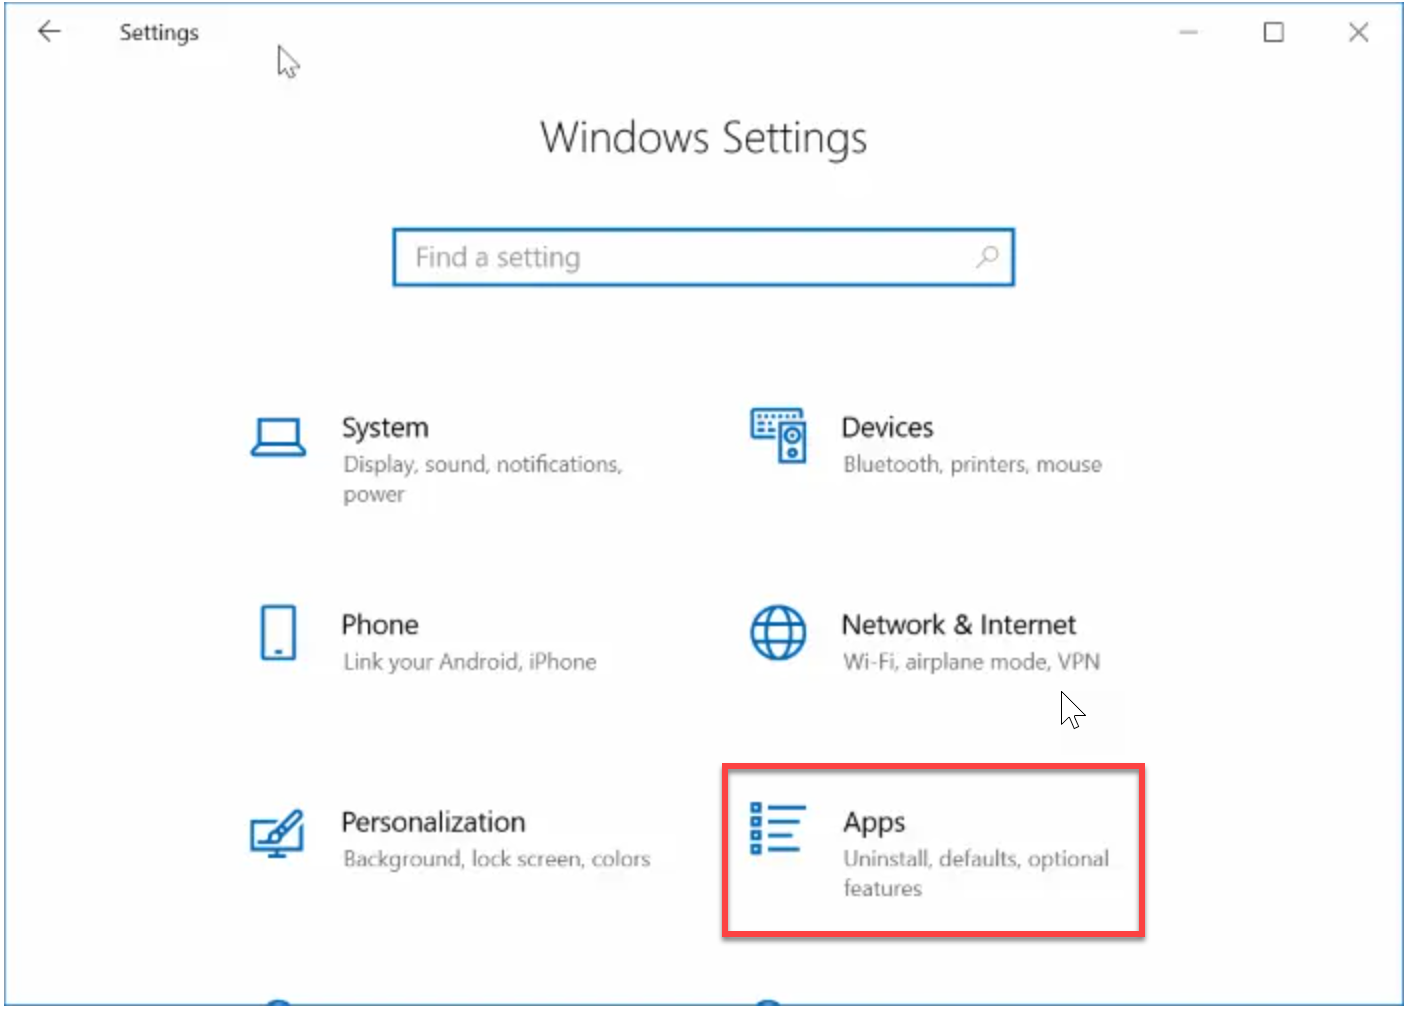 Settings
Windows Settings
Find a setting
System
Display, sound, notifications,
power
Devices
Bluetooth, printers, mouse
Phone
Link your Android, iPhone
Network & Internet
Wi-Fi, airplane mode, VPN
Personalization
Background, lock screen, colors
Apps
Uninstall, defaults, optional
features